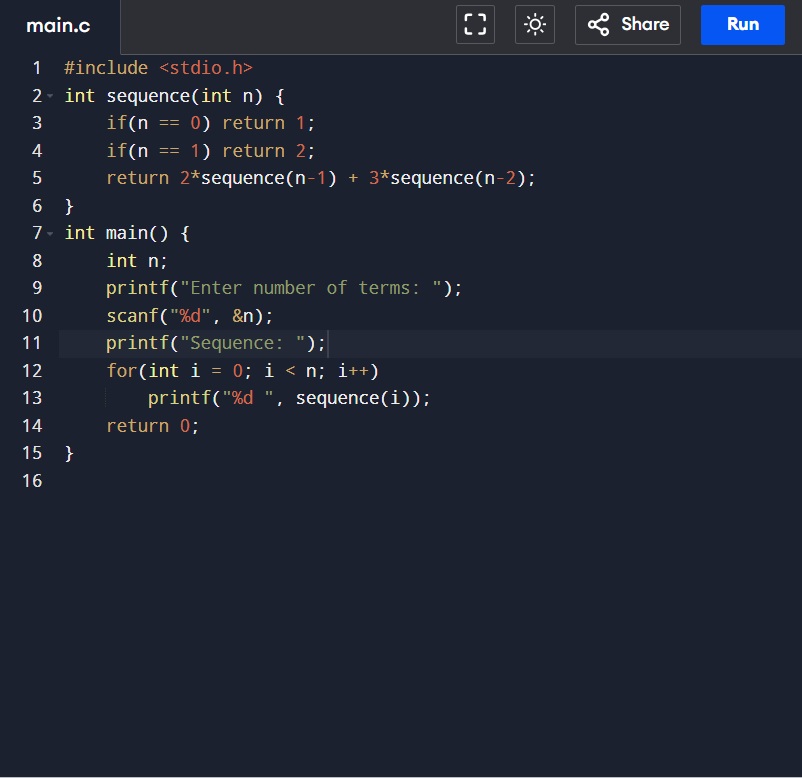 main.c Share Run
1 #include <stdio.h>
2 int sequence(int n) {
3     if(n == 0) return 1;
4     if(n == 1) return 2;
5     return 2*sequence(n-1) + 3*sequence(n-2);
6 }
7 int main() {
8     int n;
9     printf("Enter number of terms: ");
10     scanf("%d", &n);
11     printf("Sequence: ");
12     for(int i = 0; i < n; i++)
13         printf("%d ", sequence(i));
14     return 0;
15 }
16